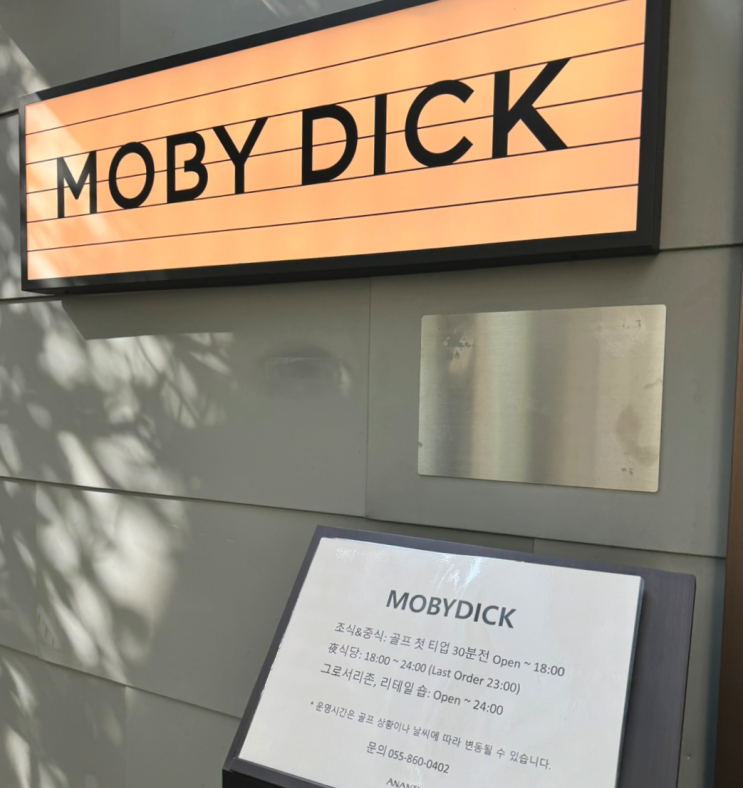 MOBY DICK
MOBYDICK
조식&중식: 골프 첫 티업 30분전 Open ~ 18:00
夜식당: 18:00 ~ 24:00 (Last Order 23:00)
그로서리존, 리테일 숍: Open ~ 24:00
* 운영시간은 골프 상황이나 날씨에 따라 변동될 수 있습니다.
문의 055-860-0402